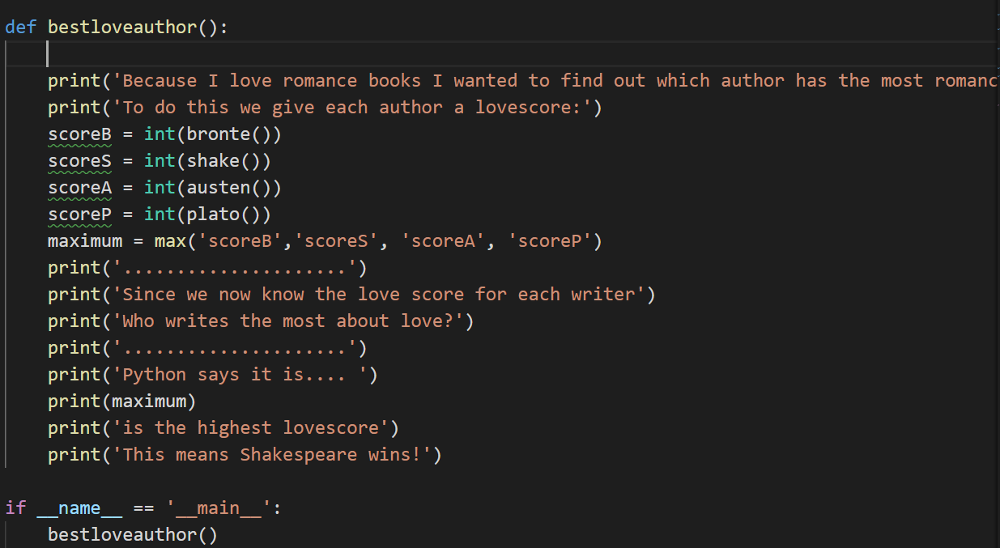 def bestloveauthor():
print('Because I love romance books I wanted to find out which author has the most
print('To do this we give each author a lovescore:')
scoreB = int(bronte())
scoreS = int(shake())
scoreA = int(austen())
scoreP = int(plato())
maximum = max('scoreB','scoreS', 'scoreA', 'scoreP')
print('.....................')
print('Since we now know the love score for each writer')
print('Who writes the most about love?')
print('.....................')
print('Python says it is.... ')
print(maximum)
print('is the highest lovescore')
print('This means Shakespeare wins!')
if __name__ == '__main__':
bestloveauthor()